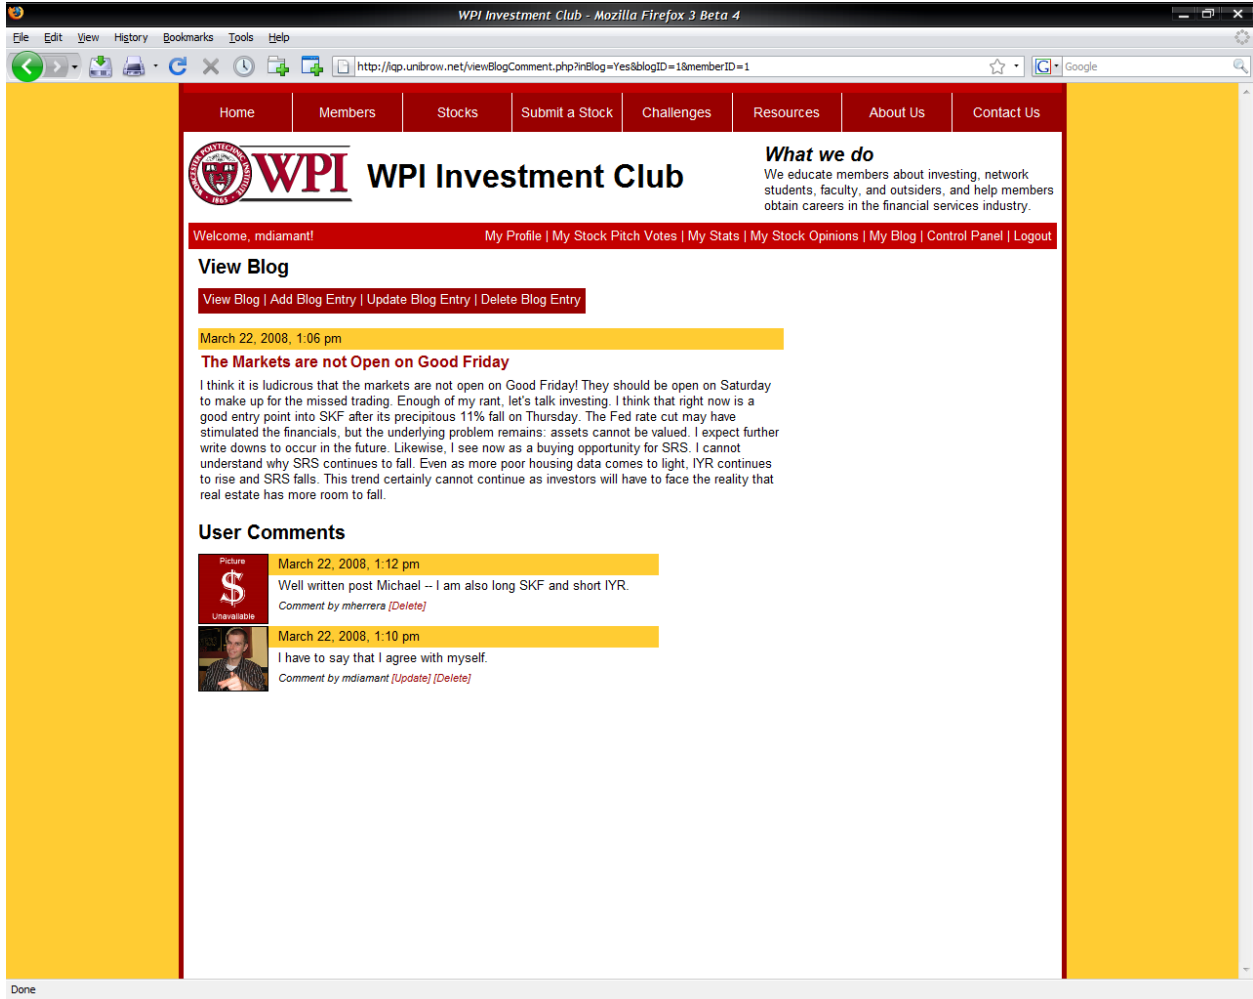 WPI Investment Club - Mozilla Firefox 3 Beta 4
File Edit View History Bookmarks Tools Help
http://iqp.unibrow.net/viewBlogComment.php?inBlog=Yes&blogID=1&memberID=1
G Google
Home Members Stocks Submit a Stock Challenges Resources About Us Contact Us
WORCESTER POLYTECHNIC INSTITUTE
1865
WPI
WPI Investment Club
What we do
We educate members about investing, network
students, faculty, and outsiders, and help members
obtain careers in the financial services industry.
Welcome, mdiamant!
My Profile | My Stock Pitch Votes | My Stats | My Stock Opinions | My Blog | Control Panel | Logout
View Blog
View Blog | Add Blog Entry | Update Blog Entry | Delete Blog Entry
March 22, 2008, 1:06 pm
The Markets are not Open on Good Friday
I think it is ludicrous that the markets are not open on Good Friday! They should be open on Saturday
to make up for the missed trading. Enough of my rant, let's talk investing. I think that right now is a
good entry point into SKF after its precipitous 11% fall on Thursday. The Fed rate cut may have
stimulated the financials, but the underlying problem remains: assets cannot be valued. I expect further
write downs to occur in the future. Likewise, I see now as a buying opportunity for SRS. I cannot
understand why SRS continues to fall. Even as more poor housing data comes to light, IYR continues
to rise and SRS falls. This trend certainly cannot continue as investors will have to face the reality that
real estate has more room to fall.
User Comments
Picture
$
Unavailable
March 22, 2008, 1:12 pm
Well written post Michael -- I am also long SKF and short IYR.
Comment by mherrera [Delete]
March 22, 2008, 1:10 pm
I have to say that I agree with myself.
Comment by mdiamant [Update] [Delete]
Done